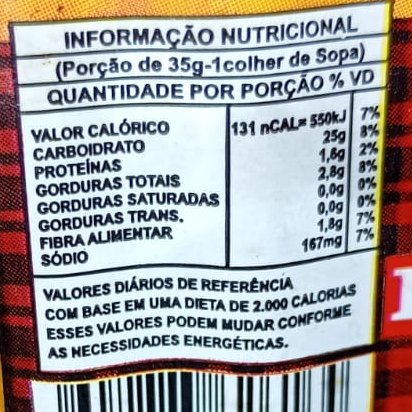 INFORMAÇÃO NUTRICIONAL
(Porção de 35g-1colher de Sopa)
QUANTIDADE POR PORÇÃO % VD
VALOR CALÓRICO 131 nCAL= 550kJ 7%
CARBOIDRATO 25g 8%
PROTEÍNAS 1,6g 2%
GORDURAS TOTAIS 2,8g 8%
GORDURAS SATURADAS 0,0g 0%
GORDURAS TRANS. 0,0g 0%
FIBRA ALIMENTAR 1,8g 7%
SÓDIO 167mg 7%
VALORES DIÁRIOS DE REFERÊNCIA
COM BASE EM UMA DIETA DE 2.000 CALORIAS
ESSES VALORES PODEM MUDAR CONFORME
AS NECESSIDADES ENERGÉTICAS.